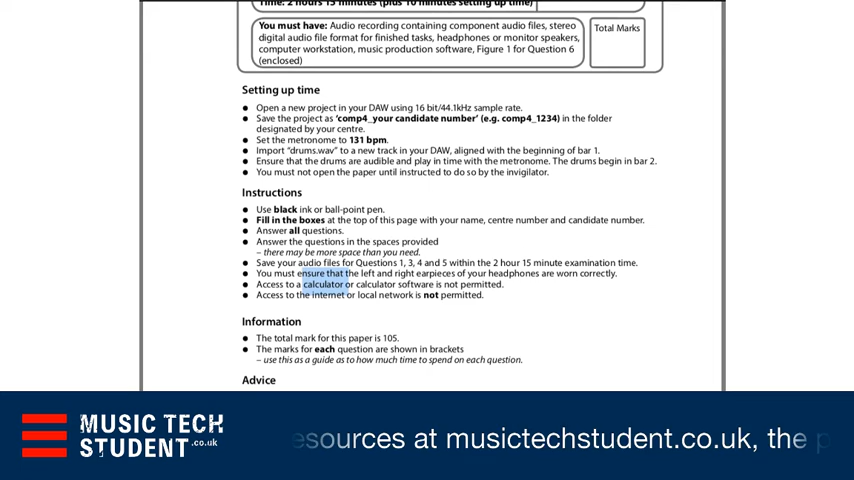 Time: 2 hours 15 minutes (plus 10 minutes setting up time)
You must have: Audio recording containing component audio files, stereo
digital audio file format for finished tasks, headphones or monitor speakers,
computer workstation, music production software, Figure 1 for Question 6
(enclosed)
Total Marks
Setting up time
● Open a new project in your DAW using 16 bit/44.1kHz sample rate.
● Save the project as ‘comp4_your candidate number’ (e.g. comp4_1234) in the folder
designated by your centre.
● Set the metronome to 131 bpm.
● Import “drums.wav” to a new track in your DAW, aligned with the beginning of bar 1.
● Ensure that the drums are audible and play in time with the metronome. The drums begin in bar 2.
● You must not open the paper until instructed to do so by the invigilator.
Instructions
● Use black ink or ball-point pen.
● Fill in the boxes at the top of this page with your name, centre number and candidate number.
● Answer all questions.
● Answer the questions in the spaces provided
– there may be more space than you need.
● Save your audio files for Questions 1, 3, 4 and 5 within the 2 hour 15 minute examination time.
● You must ensure that the left and right earpieces of your headphones are worn correctly.
● Access to a calculator or calculator software is not permitted.
● Access to the internet or local network is not permitted.
Information
● The total mark for this paper is 105.
● The marks for each question are shown in brackets
– use this as a guide as to how much time to spend on each question.
Advice
MUSIC TECH
STUDENT.co.uk
esources at musictechstudent.co.uk, the p